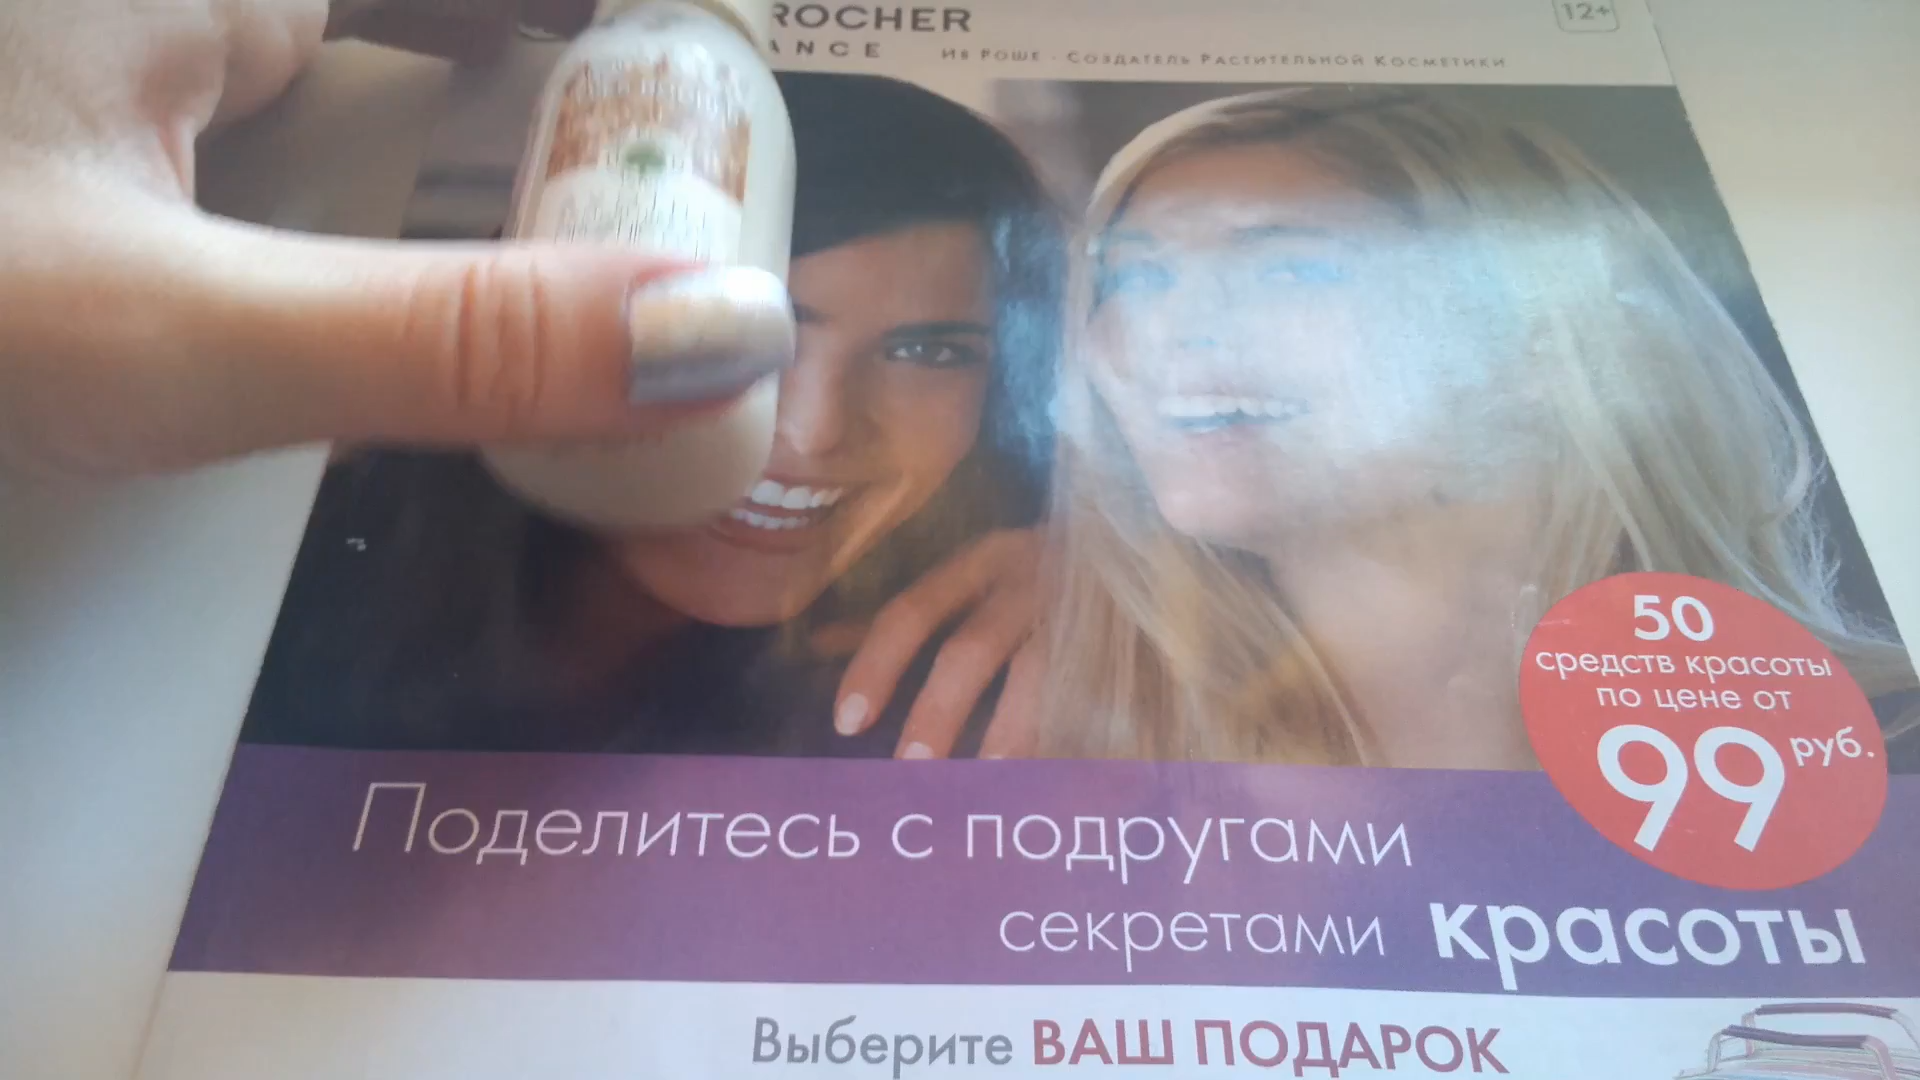 ROCHER
ANCE
Ив Роше - Создатель Растительной Косметики
12+
50
средств красоты
по цене от
99 руб.
Поделитесь с подругами
секретами красоты
Выберите ВАШ ПОДАРОК